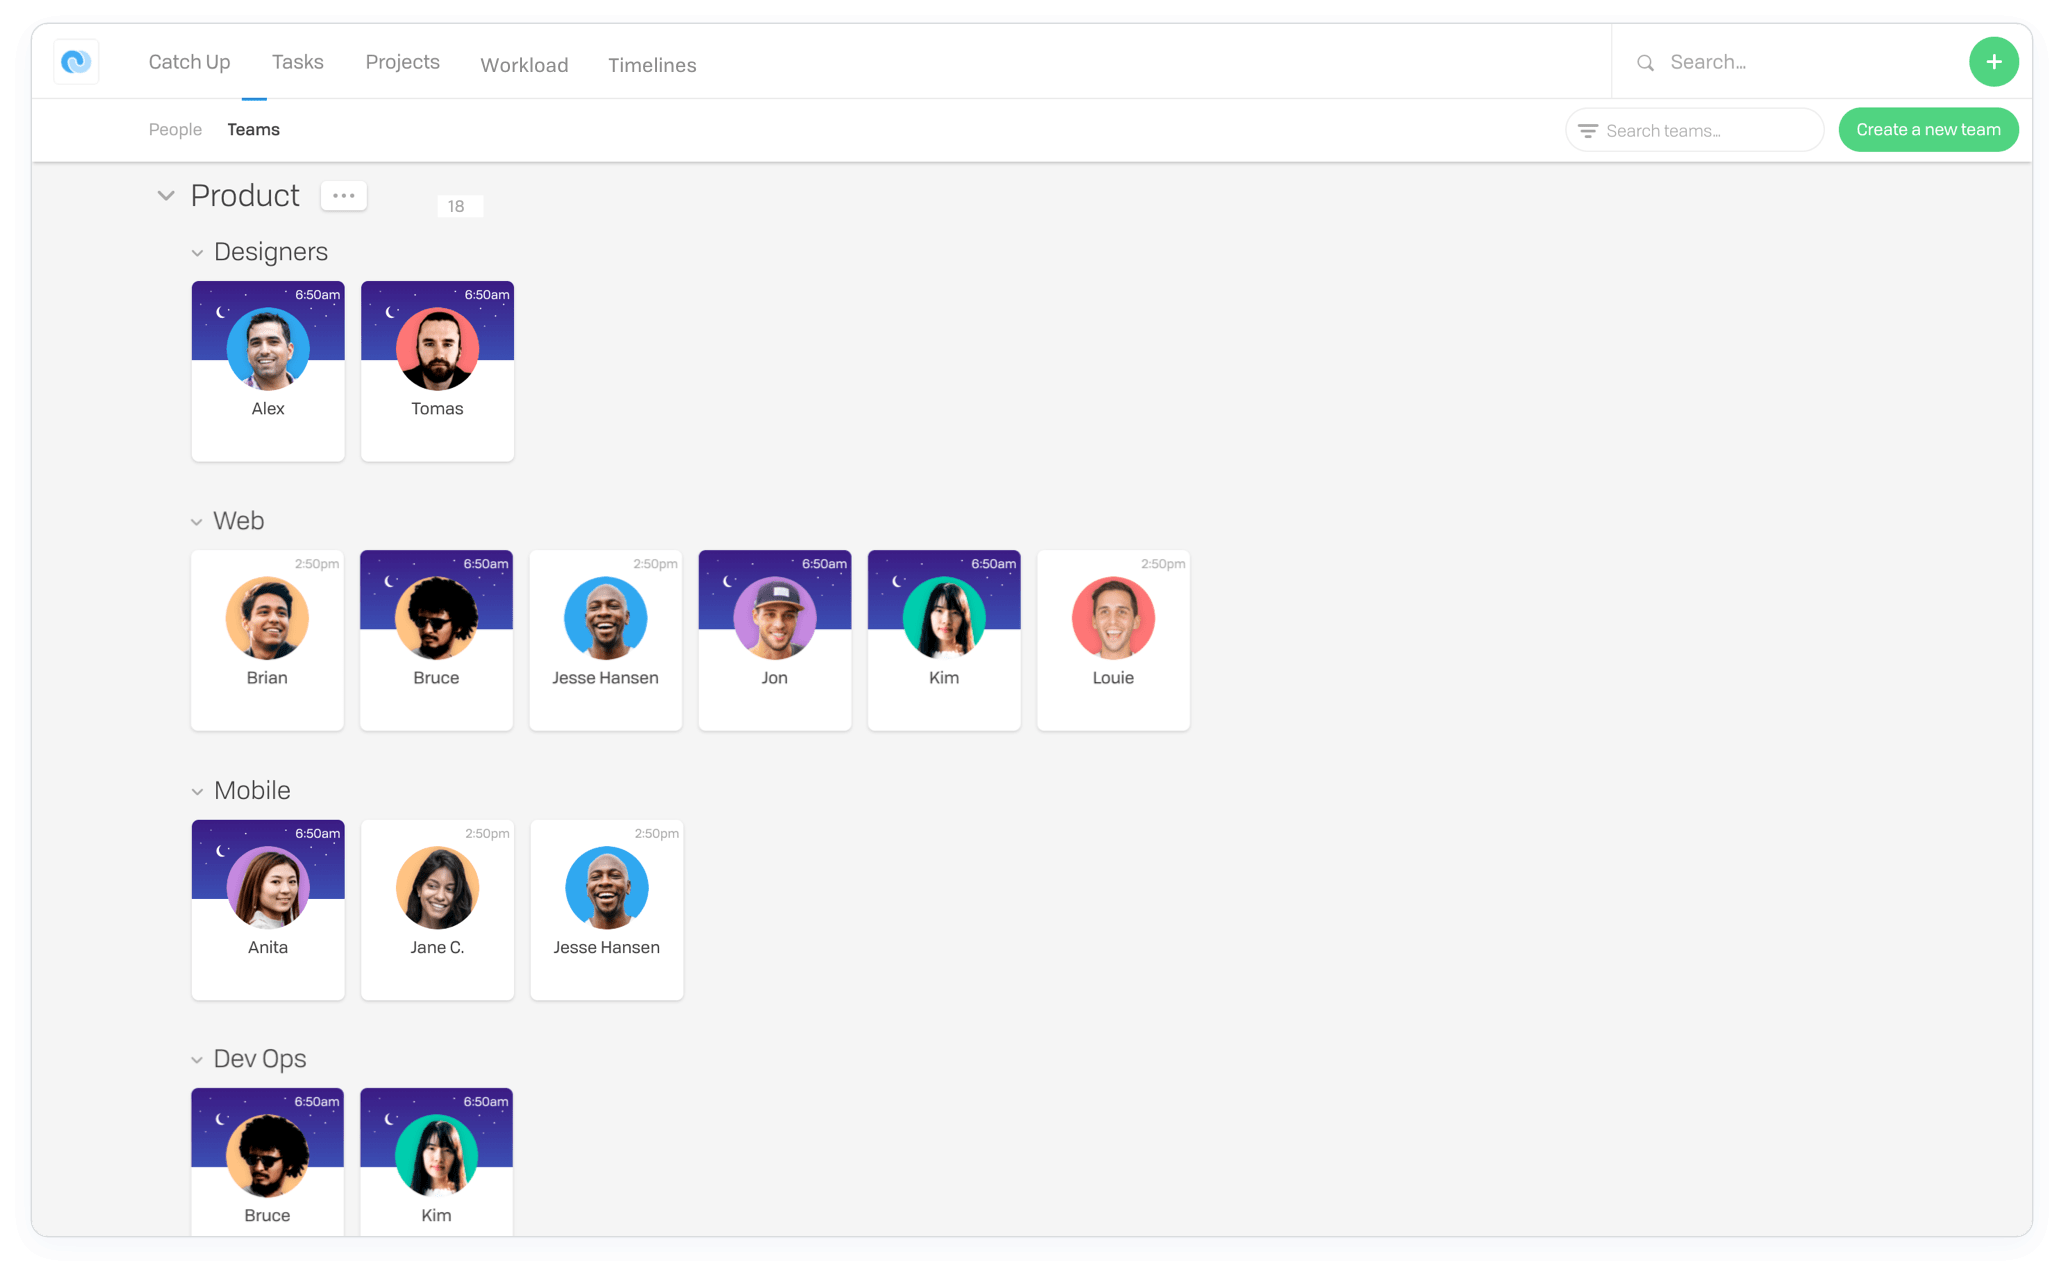 Catch Up Tasks Projects Workload Timelines Search...
People Teams Search teams... Create a new team
Product 18
Designers
6:50am 6:50am
Alex Tomas
Web
2:50pm 6:50am 2:50pm 6:50am 6:50am 2:50pm
Brian Bruce Jesse Hansen Jon Kim Louie
Mobile
6:50am 2:50pm 2:50pm
Anita Jane C. Jesse Hansen
Dev Ops
6:50am 6:50am
Bruce Kim